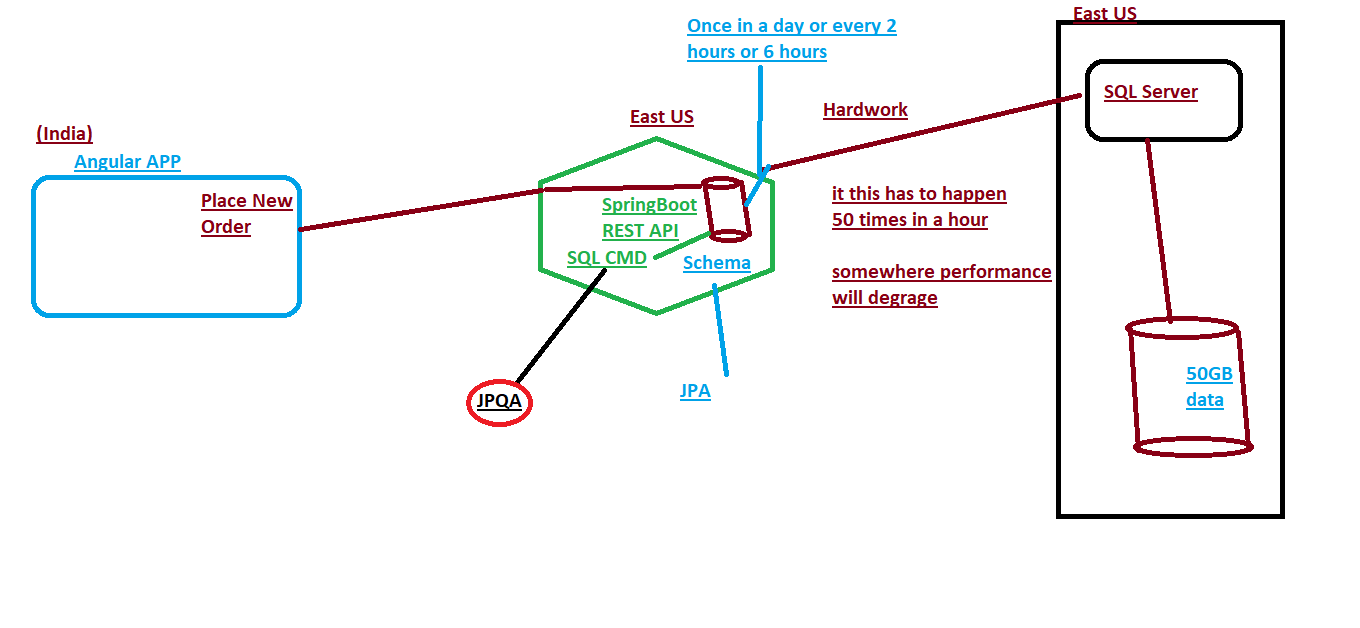 East US
Once in a day or every 2
hours or 6 hours
SQL Server
Hardwork
East US
(India)
Angular APP
Place New
Order
SpringBoot
REST API
SQL CMD
Schema
it this has to happen
50 times in a hour
somewhere performance
will degrage
50GB
data
JPA
JPQA